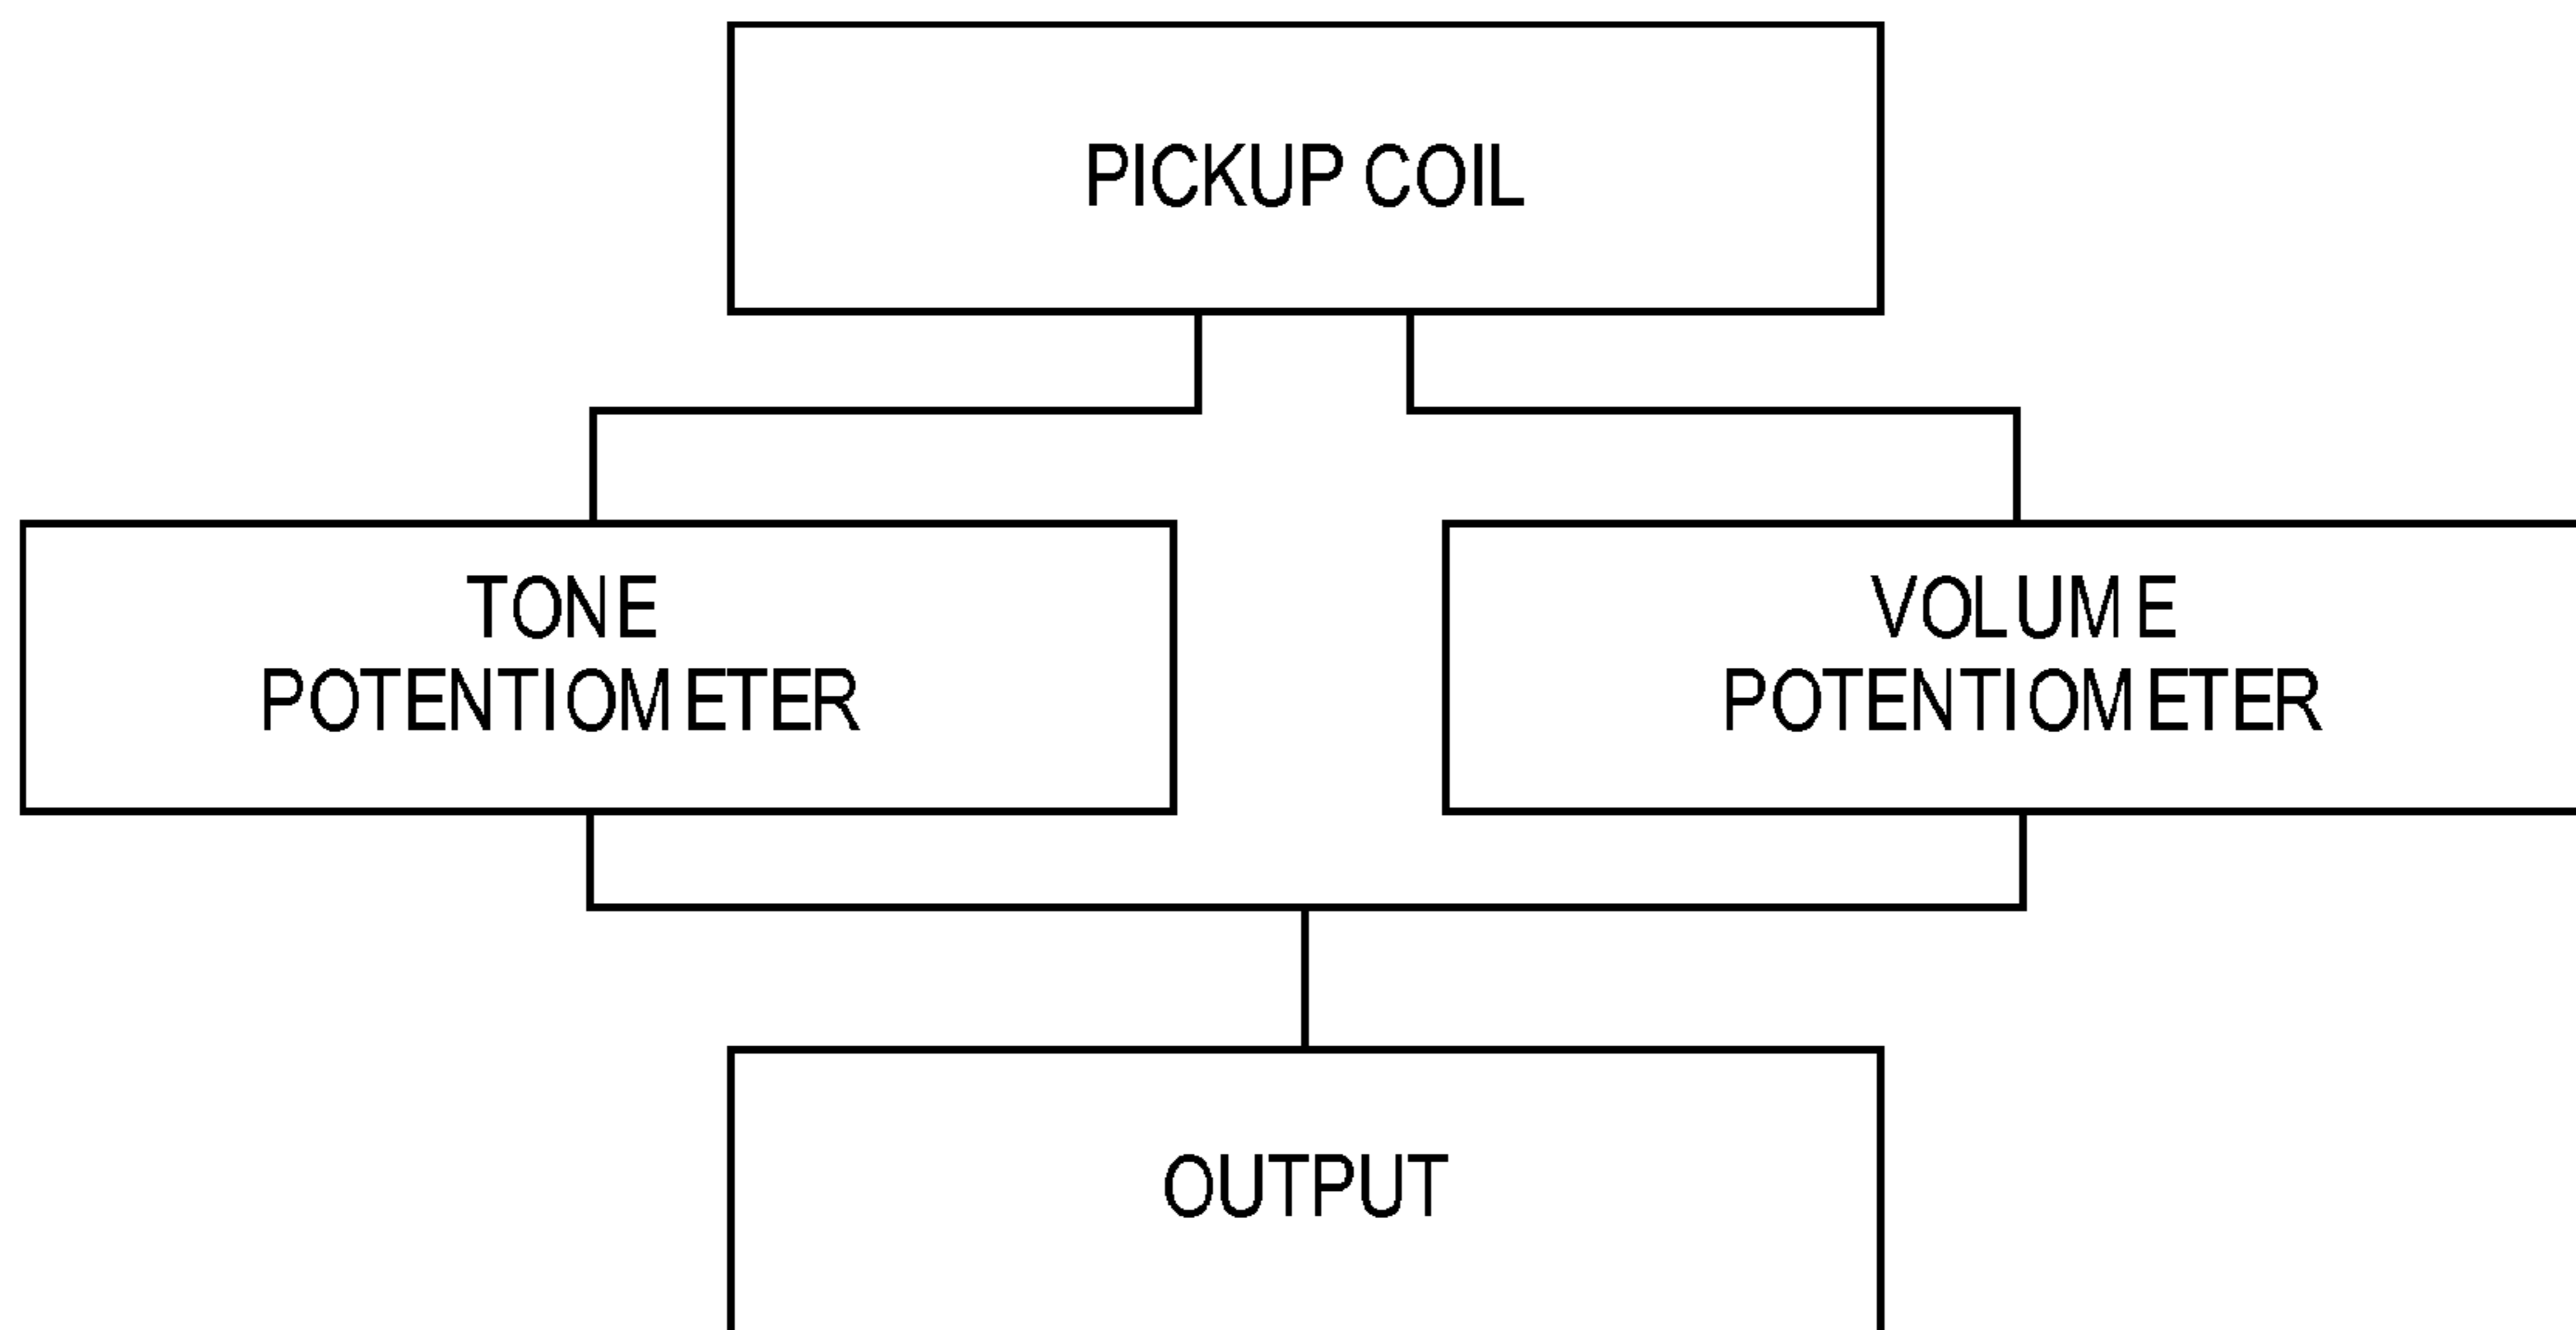 PICKUP COIL
TONE
POTENTIOMETER
VOLUME
POTENTIOMETER
OUTPUT